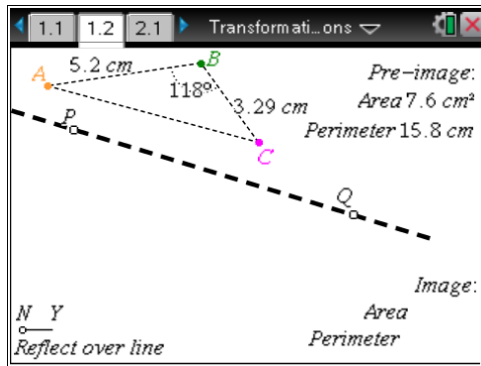 1.1 1.2 2.1 Transformati...ons
A 5.2 cm B
118° 3.29 cm
C
Pre-image:
Area 7.6 cm²
Perimeter 15.8 cm
P
Q
Image:
Area
Perimeter
N Y
Reflect over line